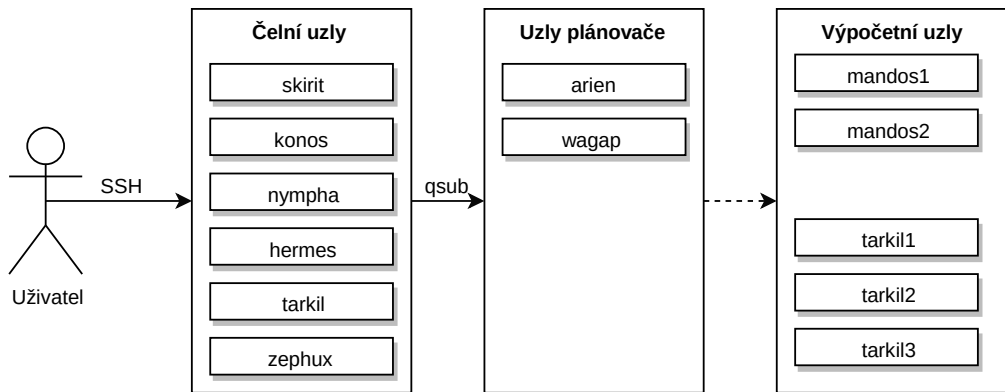 Uživatel
SSH
Čelní uzly
skirit
konos
nympha
hermes
tarkil
zephux
qsub
Uzly plánovače
arien
wagap
Výpočetní uzly
mandos1
mandos2
tarkil1
tarkil2
tarkil3